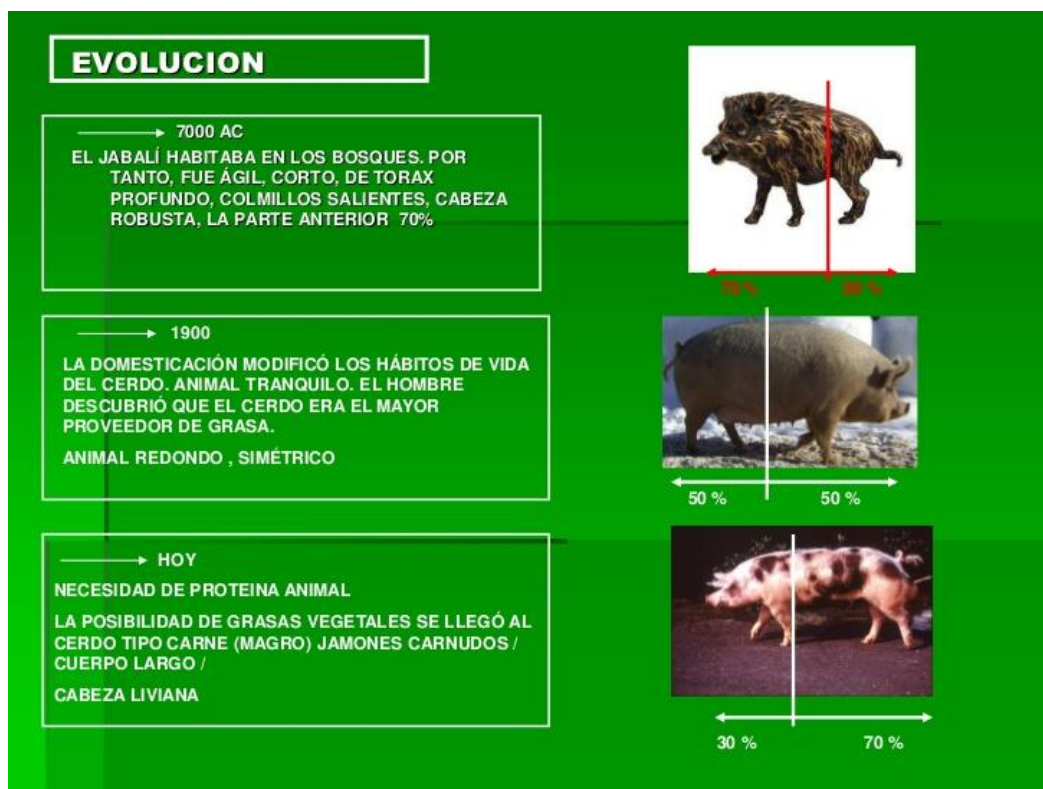 EVOLUCION
7000 AC
EL JABALÍ HABITABA EN LOS BOSQUES. POR
TANTO, FUE ÁGIL, CORTO, DE TORAX
PROFUNDO, COLMILLOS SALIENTES, CABEZA
ROBUSTA, LA PARTE ANTERIOR 70%
70 %
30 %
1900
LA DOMESTICACIÓN MODIFICÓ LOS HÁBITOS DE VIDA
DEL CERDO. ANIMAL TRANQUILO. EL HOMBRE
DESCUBRIÓ QUE EL CERDO ERA EL MAYOR
PROVEEDOR DE GRASA.
ANIMAL REDONDO , SIMÉTRICO
50 %
50 %
HOY
NECESIDAD DE PROTEINA ANIMAL
LA POSIBILIDAD DE GRASAS VEGETALES SE LLEGÓ AL
CERDO TIPO CARNE (MAGRO) JAMONES CARNUDOS /
CUERPO LARGO /
CABEZA LIVIANA
30 %
70 %